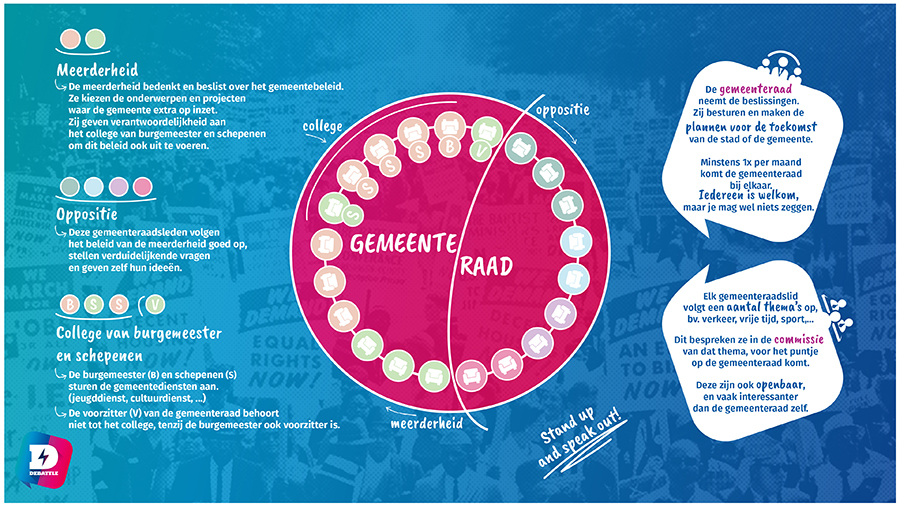 Meerderheid
De meerderheid bedenkt en beslist over het gemeentebeleid.
Ze kiezen de onderwerpen en projecten
waar de gemeente extra op inzet.
Zij geven verantwoordelijkheid aan
het college van burgemeester en schepenen
om dit beleid ook uit te voeren.
Oppositie
Deze gemeenteraadsleden volgen
het beleid van de meerderheid goed op,
stellen verduidelijkende vragen
en geven zelf hun ideeën.
B S S ( V
College van burgemeester
en schepenen
De burgemeester (B) en schepenen (S)
sturen de gemeentediensten aan.
(jeugddienst, cultuurdienst, ...)
De voorzitter (V) van de gemeenteraad behoort
niet tot het college, tenzij de burgemeester ook voorzitter is.
D
DEBATTLE
college
oppositie
S S S S S B V
GEMEENTE
RAAD
meerderheid
Stand up
and speak out!
De gemeenteraad
neemt de beslissingen.
Zij besturen en maken de
plannen voor de toekomst
van de stad of de gemeente.
Minstens 1x per maand
komt de gemeenteraad
bij elkaar.
Iedereen is welkom,
maar je mag wel niets zeggen.
Elk gemeenteraadslid
volgt een aantal thema's op,
bv. verkeer, vrije tijd, sport,...
Dit bespreken ze in de commissie
van dat thema, voor het puntje
op de gemeenteraad komt.
Deze zijn ook openbaar,
en vaak interessanter
dan de gemeenteraad zelf.